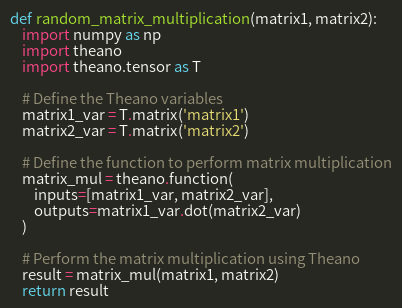 def random_matrix_multiplication(matrix1, matrix2):
import numpy as np
import theano
import theano.tensor as T
# Define the Theano variables
matrix1_var = T.matrix('matrix1')
matrix2_var = T.matrix('matrix2')
# Define the function to perform matrix multiplication
matrix_mul = theano.function(
inputs=[matrix1_var, matrix2_var],
outputs=matrix1_var.dot(matrix2_var)
)
# Perform the matrix multiplication using Theano
result = matrix_mul(matrix1, matrix2)
return result